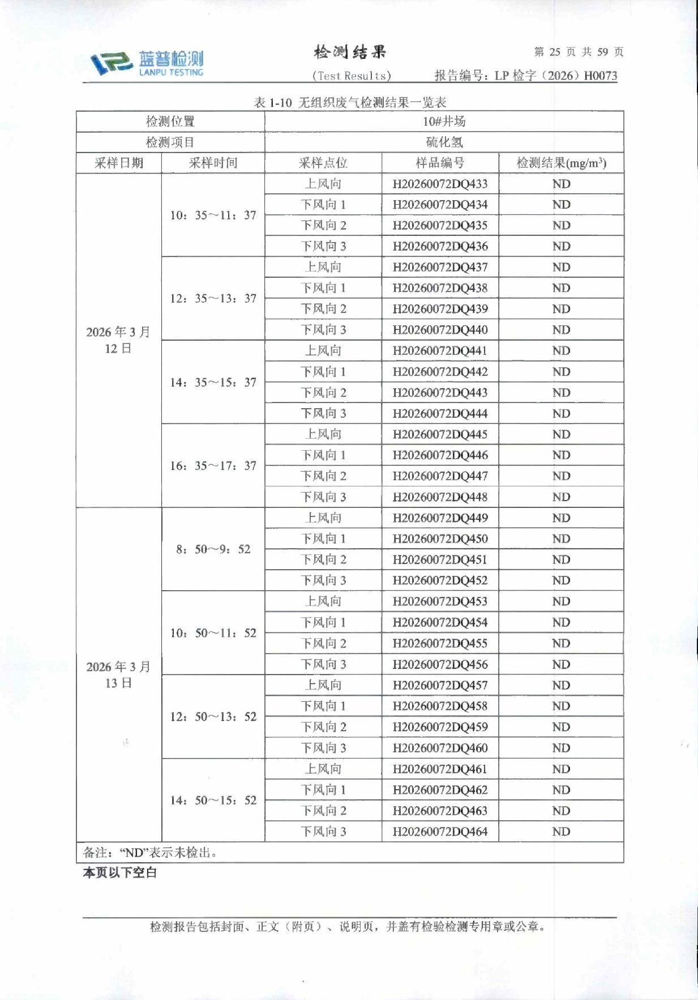 蓝普检测
LANPU TESTING
检测结果
(Test Results)
第 25 页 共 59 页
报告编号：LP 检字（2026）H0073
表 1-10 无组织废气检测结果一览表
检测位置 10#井场
检测项目 硫化氢
采样日期 采样时间 采样点位 样品编号 检测结果(mg/m³)
2026 年 3 月 12 日
10：35～11：37
上风向 H20260072DQ433 ND
下风向 1 H20260072DQ434 ND
下风向 2 H20260072DQ435 ND
下风向 3 H20260072DQ436 ND
12：35～13：37
上风向 H20260072DQ437 ND
下风向 1 H20260072DQ438 ND
下风向 2 H20260072DQ439 ND
下风向 3 H20260072DQ440 ND
14：35～15：37
上风向 H20260072DQ441 ND
下风向 1 H20260072DQ442 ND
下风向 2 H20260072DQ443 ND
下风向 3 H20260072DQ444 ND
16：35～17：37
上风向 H20260072DQ445 ND
下风向 1 H20260072DQ446 ND
下风向 2 H20260072DQ447 ND
下风向 3 H20260072DQ448 ND
2026 年 3 月 13 日
8：50～9：52
上风向 H20260072DQ449 ND
下风向 1 H20260072DQ450 ND
下风向 2 H20260072DQ451 ND
下风向 3 H20260072DQ452 ND
10：50～11：52
上风向 H20260072DQ453 ND
下风向 1 H20260072DQ454 ND
下风向 2 H20260072DQ455 ND
下风向 3 H20260072DQ456 ND
12：50～13：52
上风向 H20260072DQ457 ND
下风向 1 H20260072DQ458 ND
下风向 2 H20260072DQ459 ND
下风向 3 H20260072DQ460 ND
14：50～15：52
上风向 H20260072DQ461 ND
下风向 1 H20260072DQ462 ND
下风向 2 H20260072DQ463 ND
下风向 3 H20260072DQ464 ND
备注：“ND”表示未检出。
本页以下空白
检测报告包括封面、正文（附页）、说明页，并盖有检验检测专用章或公章。